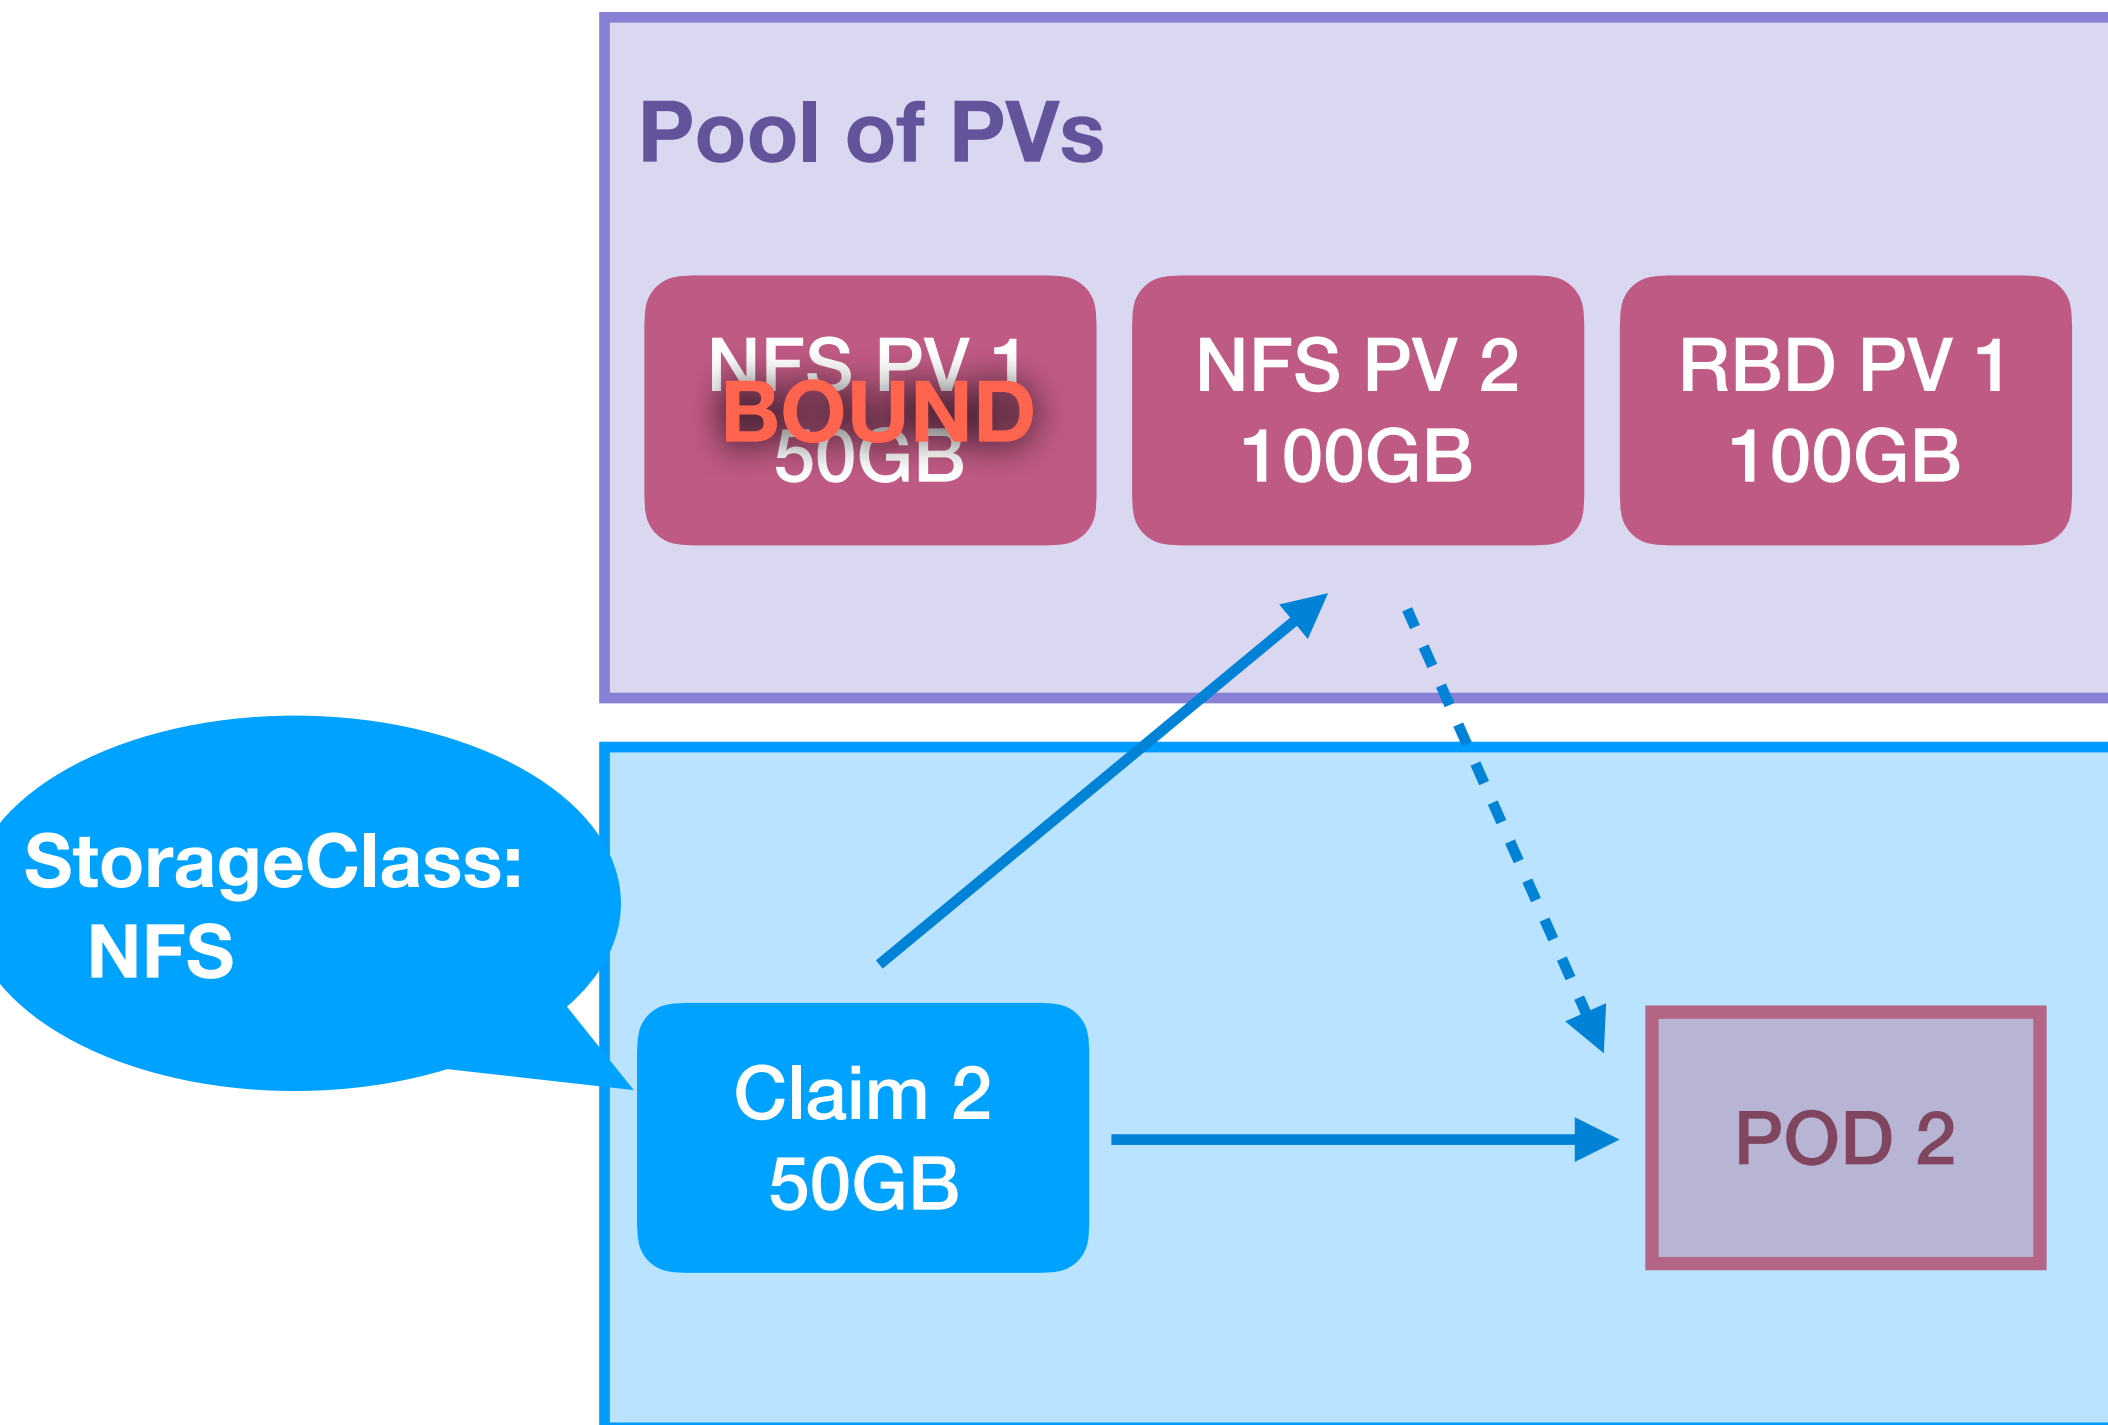 Pool of PVs
NFS PV 1
BOUND
50GB
NFS PV 2
100GB
RBD PV 1
100GB
StorageClass:
NFS
Claim 2
50GB
POD 2